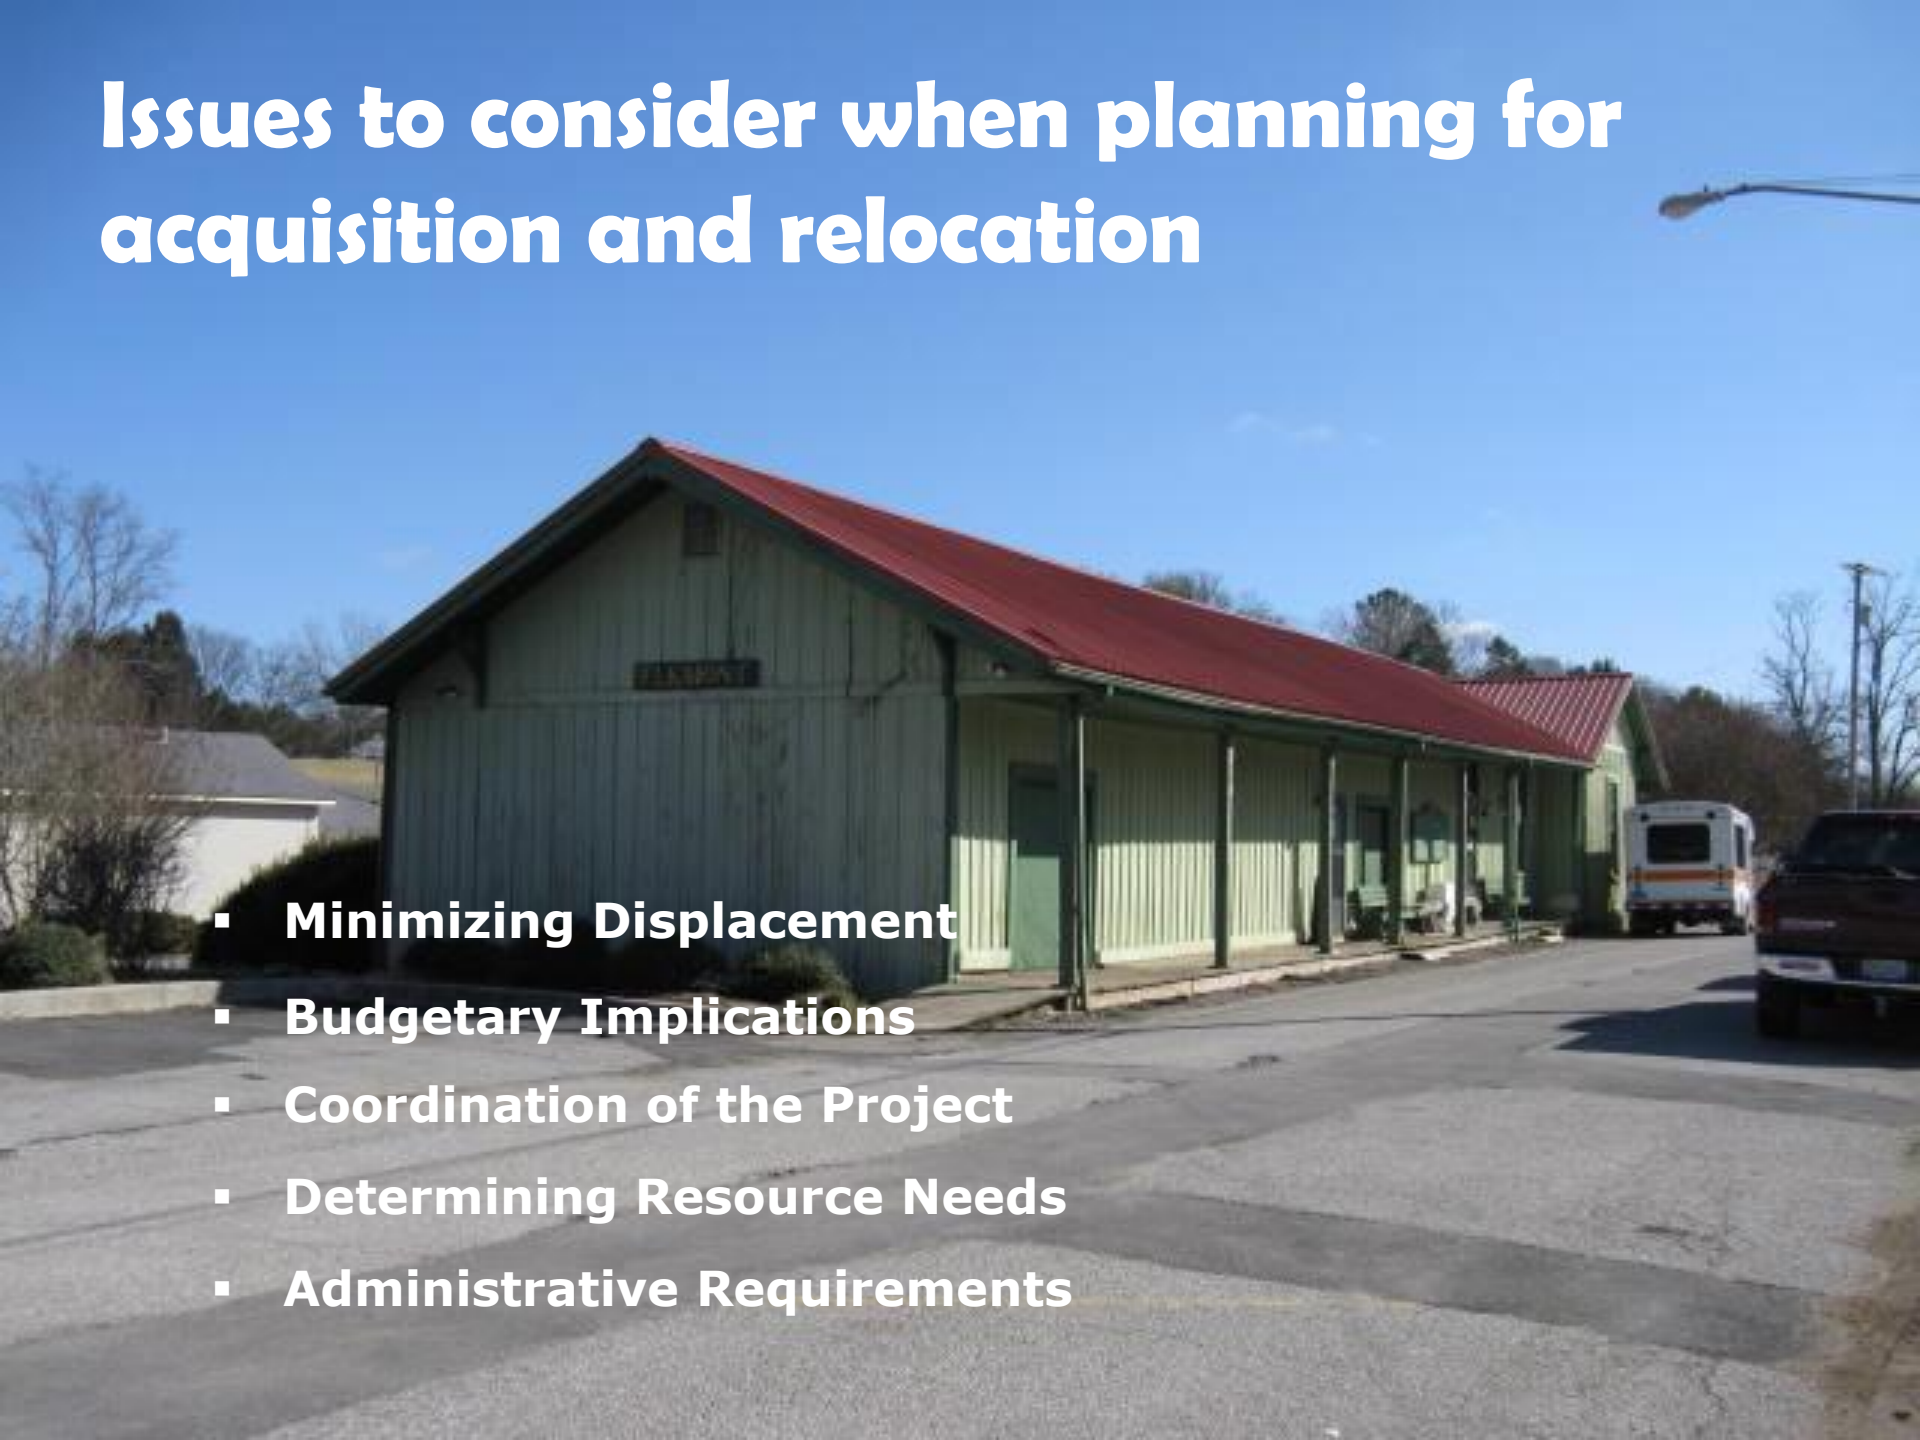 Issues to consider when planning for
acquisition and relocation
▪ Minimizing Displacement
▪ Budgetary Implications
▪ Coordination of the Project
▪ Determining Resource Needs
▪ Administrative Requirements